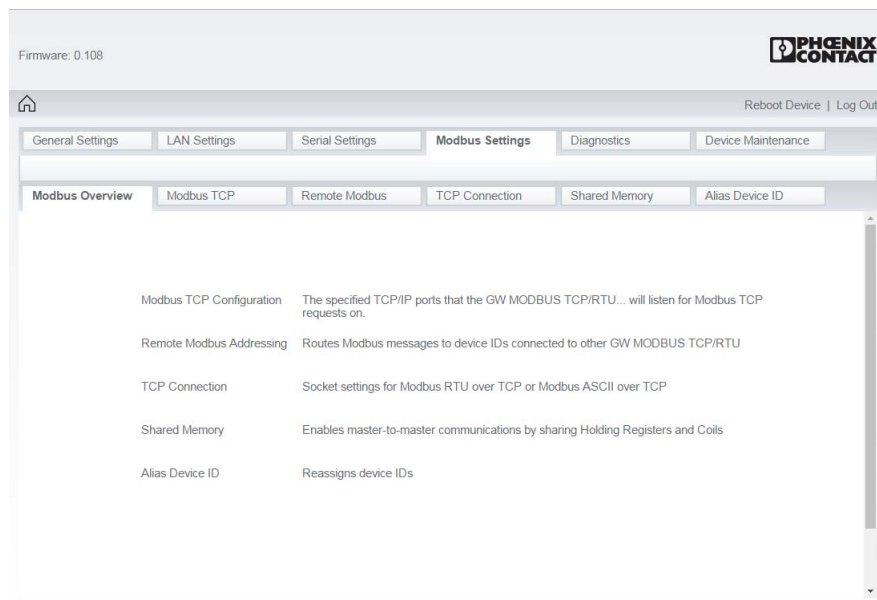 Firmware: 0.108
PHŒNIX
CONTACT
Reboot Device | Log Out
General Settings
LAN Settings
Serial Settings
Modbus Settings
Diagnostics
Device Maintenance
Modbus Overview
Modbus TCP
Remote Modbus
TCP Connection
Shared Memory
Alias Device ID
Modbus TCP Configuration
The specified TCP/IP ports that the GW MODBUS TCP/RTU... will listen for Modbus TCP
requests on.
Remote Modbus Addressing
Routes Modbus messages to device IDs connected to other GW MODBUS TCP/RTU
TCP Connection
Socket settings for Modbus RTU over TCP or Modbus ASCII over TCP
Shared Memory
Enables master-to-master communications by sharing Holding Registers and Coils
Alias Device ID
Reassigns device IDs